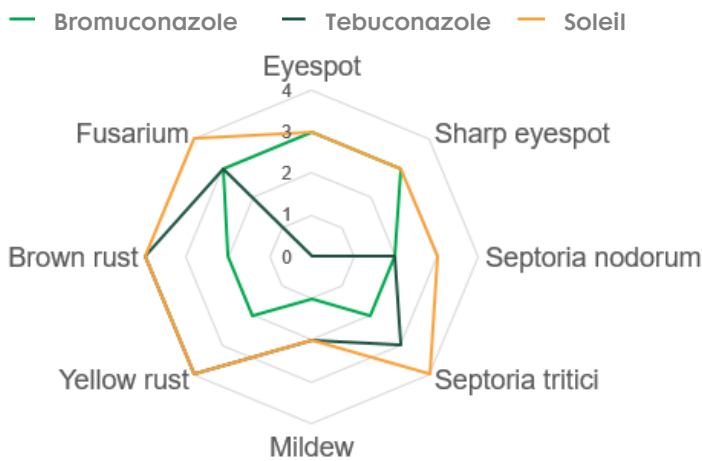 Bromuconazole Tebuconazole Soleil
Eyespot
4
Fusarium 3 Sharp eyespot
2
1
Brown rust 0 Septoria nodorum
Yellow rust Septoria tritici
Mildew